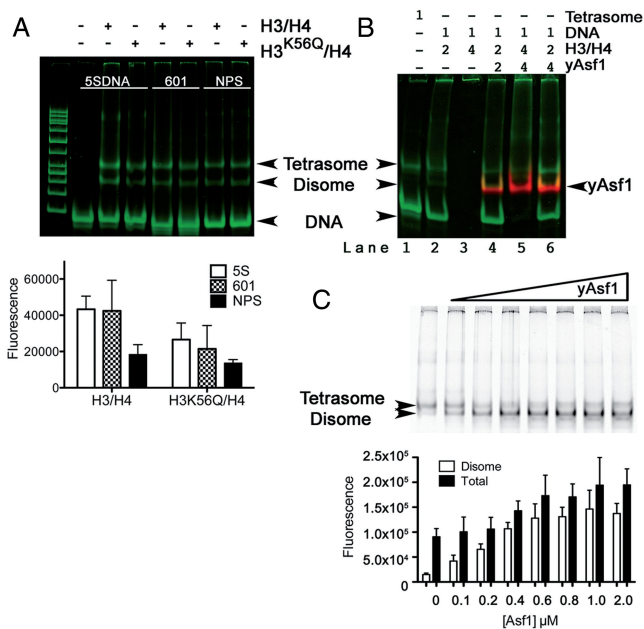 A
- + - + - + - H3/H4
- - + - + - + H3K56Q/H4
5SDNA 601 NPS
Tetrasome
Disome
DNA
60000
40000
20000
0
Fluorescence
5S
601
NPS
H3/H4 H3K56Q/H4
B
1 - - - - - Tetrasome
- 1 1 1 1 1 DNA
- 2 4 2 4 2 H3/H4
- - - 2 4 4 yAsf1
yAsf1
Lane 1 2 3 4 5 6
C
yAsf1
Tetrasome
Disome
2.5x10⁵
2.0x10⁵
1.5x10⁵
1.0x10⁵
5.0x10⁴
0
Fluorescence
Disome
Total
0 0.1 0.2 0.4 0.6 0.8 1.0 2.0
[Asf1] µM